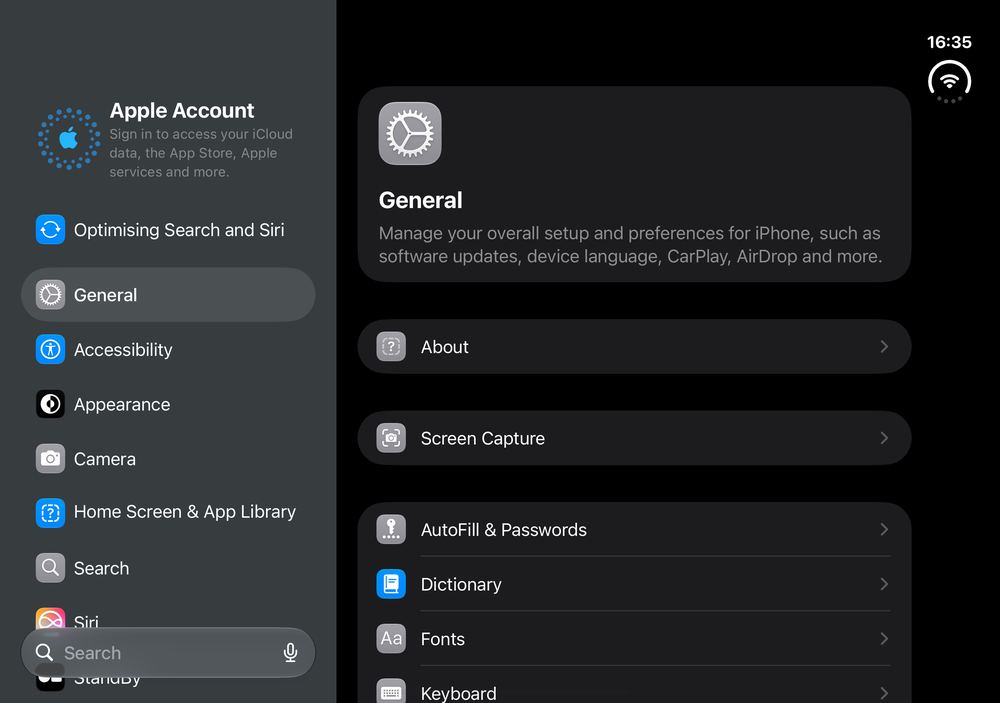 16:35
Apple Account
Sign in to access your iCloud
data, the App Store, Apple
services and more.
Optimising Search and Siri
General
Accessibility
Appearance
Camera
Home Screen & App Library
Search
Siri
Search
StandBy
General
Manage your overall setup and preferences for iPhone, such as
software updates, device language, CarPlay, AirDrop and more.
About
Screen Capture
AutoFill & Passwords
Dictionary
Aa
Fonts
Keyboard